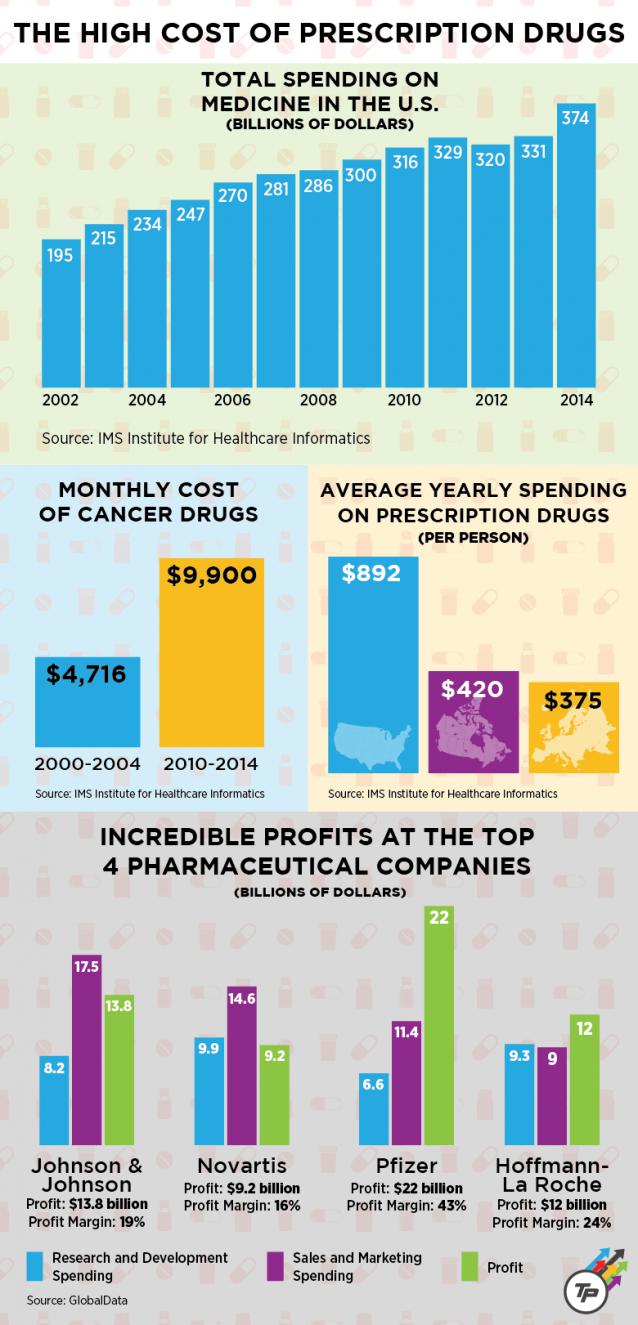 THE HIGH COST OF PRESCRIPTION DRUGS
TOTAL SPENDING ON
MEDICINE IN THE U.S.
(BILLIONS OF DOLLARS)
195
215
234
247
270
281
286
300
316
329
320
331
374
2002 2004 2006 2008 2010 2012 2014
Source: IMS Institute for Healthcare Informatics
MONTHLY COST
OF CANCER DRUGS
$4,716
$9,900
2000-2004 2010-2014
Source: IMS Institute for Healthcare Informatics
AVERAGE YEARLY SPENDING
ON PRESCRIPTION DRUGS
(PER PERSON)
$892
$420
$375
Source: IMS Institute for Healthcare Informatics
INCREDIBLE PROFITS AT THE TOP
4 PHARMACEUTICAL COMPANIES
(BILLIONS OF DOLLARS)
8.2
17.5
13.8
9.9
14.6
9.2
6.6
11.4
22
9.3
9
12
Johnson &
Johnson
Profit: $13.8 billion
Profit Margin: 19%
Novartis
Profit: $9.2 billion
Profit Margin: 16%
Pfizer
Profit: $22 billion
Profit Margin: 43%
Hoffmann-
La Roche
Profit: $12 billion
Profit Margin: 24%
Research and Development
Spending
Sales and Marketing
Spending
Profit
Source: GlobalData
TP